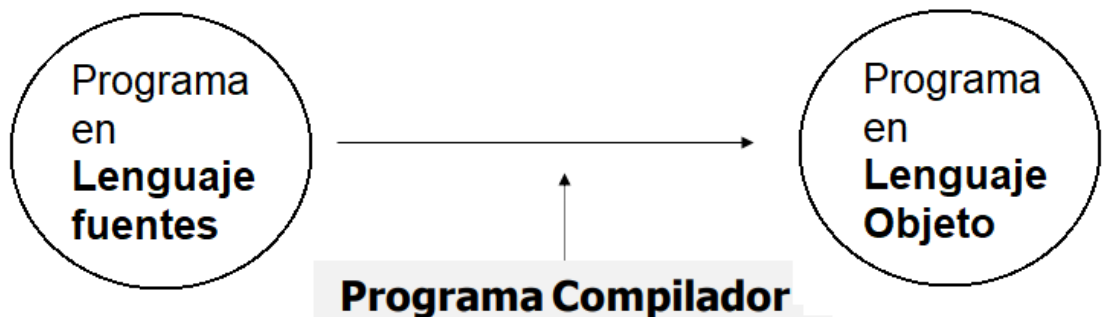 Programa
en
Lenguaje
fuentes
Programa
en
Lenguaje
Objeto
Programa Compilador